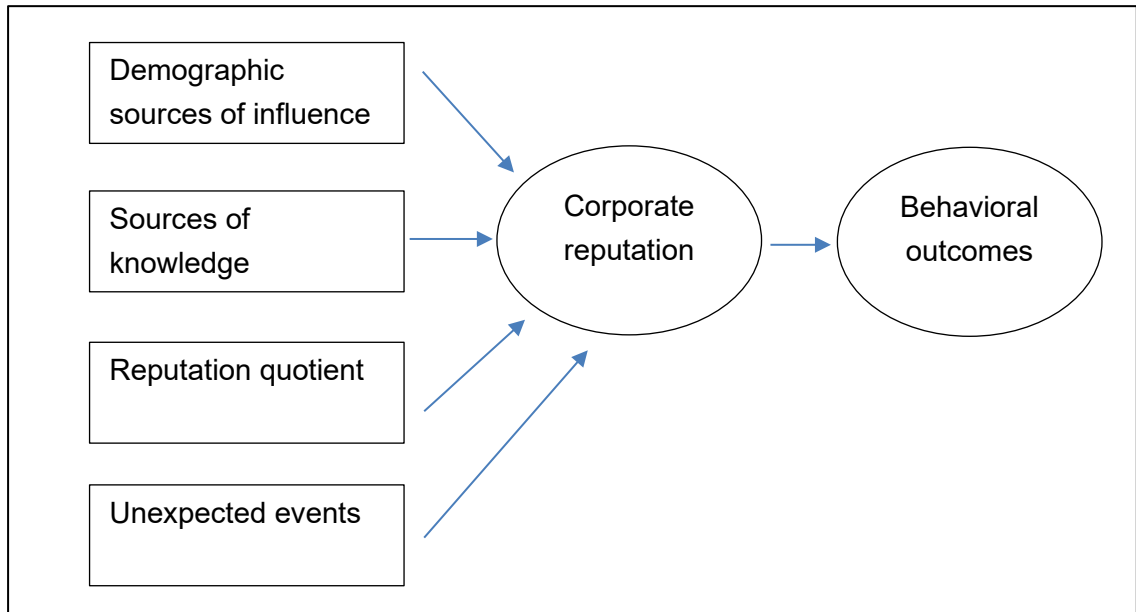 Demographic
sources of influence
Sources of
knowledge
Reputation quotient
Unexpected events
Corporate
reputation
Behavioral
outcomes